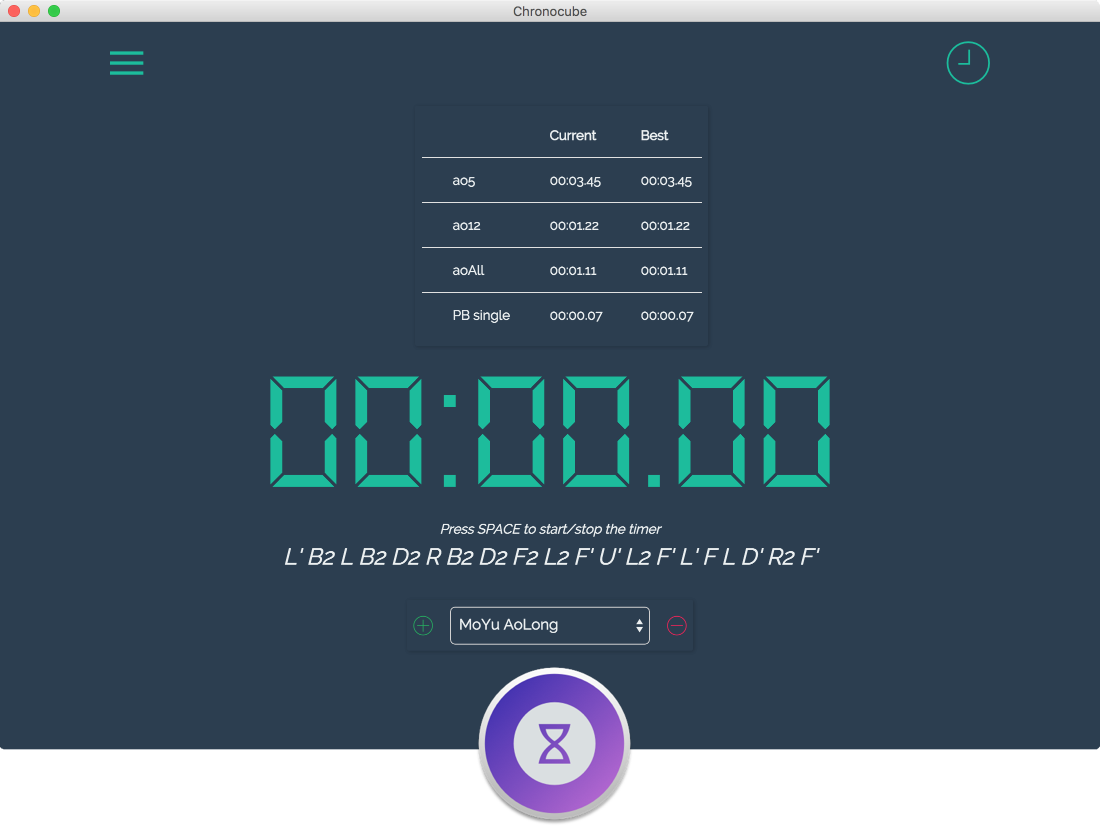 Chronocube
Current Best
ao5 00:03.45 00:03.45
ao12 00:01.22 00:01.22
aoAll 00:01.11 00:01.11
PB single 00:00.07 00:00.07
00:00.00
Press SPACE to start/stop the timer
L' B2 L B2 D2 R B2 D2 F2 L2 F' U' L2 F' L' F L D' R2 F'
MoYu AoLong